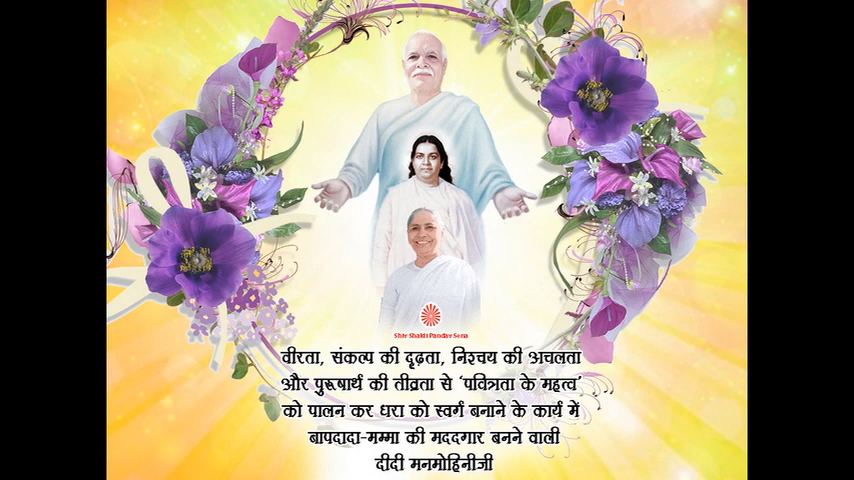 Shiv Shakti Pandav Sena
वीरता, संकल्प की दृढ़ता, निश्चय की अचलता
और पुरूषार्थ की तीव्रता से ‘पवित्रता के महत्व’
को पालन कर धरा को स्वर्ग बनाने के कार्य में
बापदादा-मम्मा की मददगार बनने वाली
दीदी मनमोहिनीजी